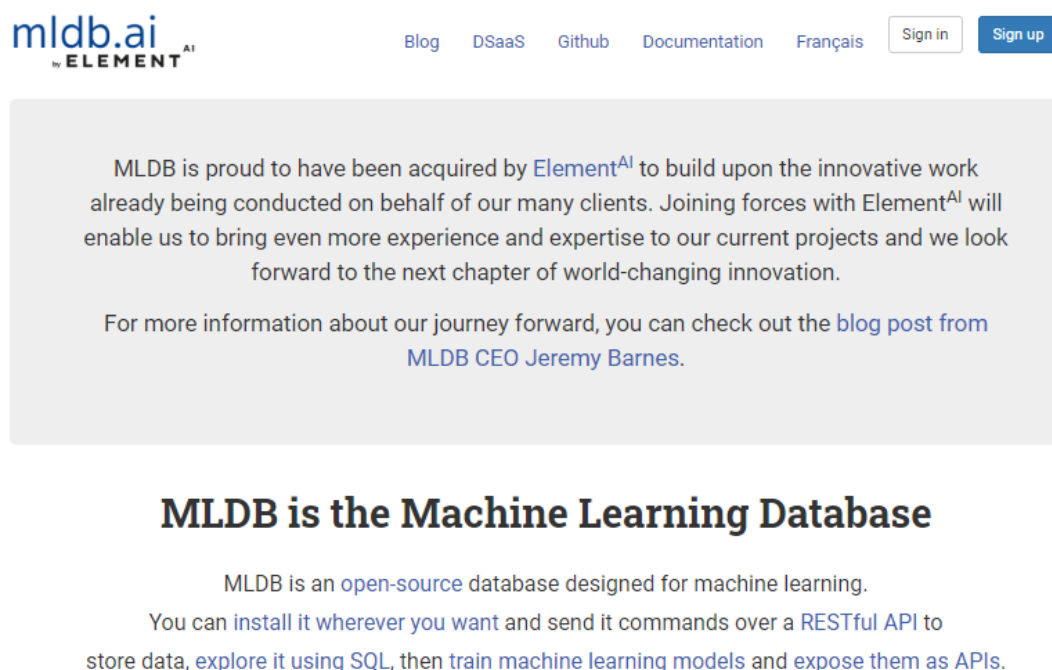 mldb.ai
by ELEMENT AI
Blog DSaaS Github Documentation Français Sign in Sign up
MLDB is proud to have been acquired by ElementAI to build upon the innovative work
already being conducted on behalf of our many clients. Joining forces with ElementAI will
enable us to bring even more experience and expertise to our current projects and we look
forward to the next chapter of world-changing innovation.
For more information about our journey forward, you can check out the blog post from
MLDB CEO Jeremy Barnes.
MLDB is the Machine Learning Database
MLDB is an open-source database designed for machine learning.
You can install it wherever you want and send it commands over a RESTful API to
store data, explore it using SQL, then train machine learning models and expose them as APIs.